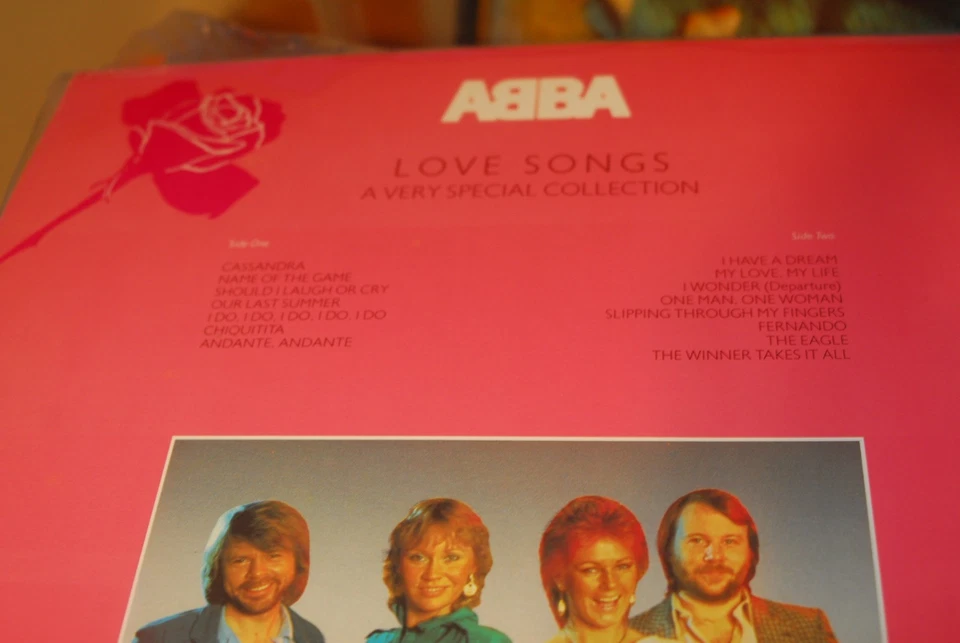 ABBA
LOVE SONGS
A VERY SPECIAL COLLECTION
Side One
CASSANDRA
NAME OF THE GAME
SHOULD I LAUGH OR CRY
OUR LAST SUMMER
I DO, I DO, I DO, I DO, I DO
CHIQUITITA
ANDANTE, ANDANTE
Side Two
I HAVE A DREAM
MY LOVE, MY LIFE
I WONDER (Departure)
ONE MAN, ONE WOMAN
SLIPPING THROUGH MY FINGERS
FERNANDO
THE EAGLE
THE WINNER TAKES IT ALL